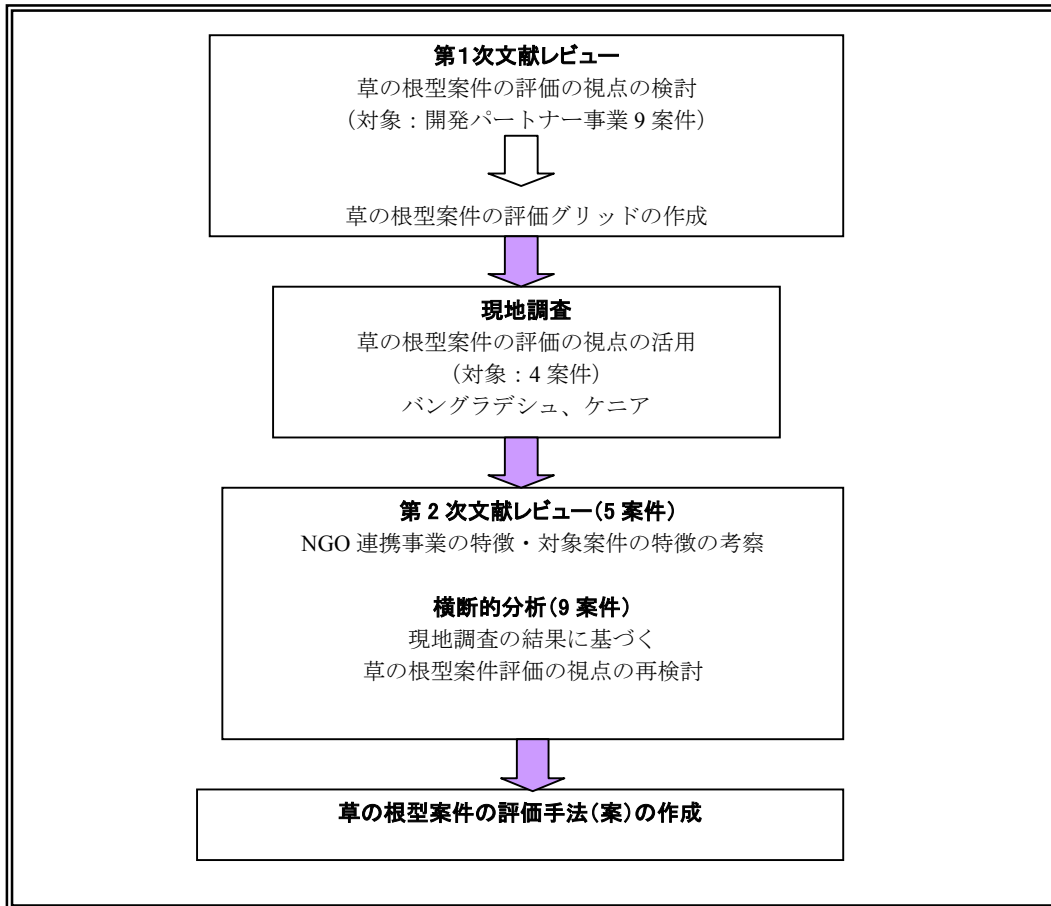 第1次文献レビュー
草の根型案件の評価の視点の検討
（対象：開発パートナー事業 9 案件）
草の根型案件の評価グリッドの作成
現地調査
草の根型案件の評価の視点の活用
（対象：4 案件）
バングラデシュ、ケニア
第 2 次文献レビュー（5 案件）
NGO 連携事業の特徴・対象案件の特徴の考察
横断的分析（9 案件）
現地調査の結果に基づく
草の根型案件評価の視点の再検討
草の根型案件の評価手法（案）の作成